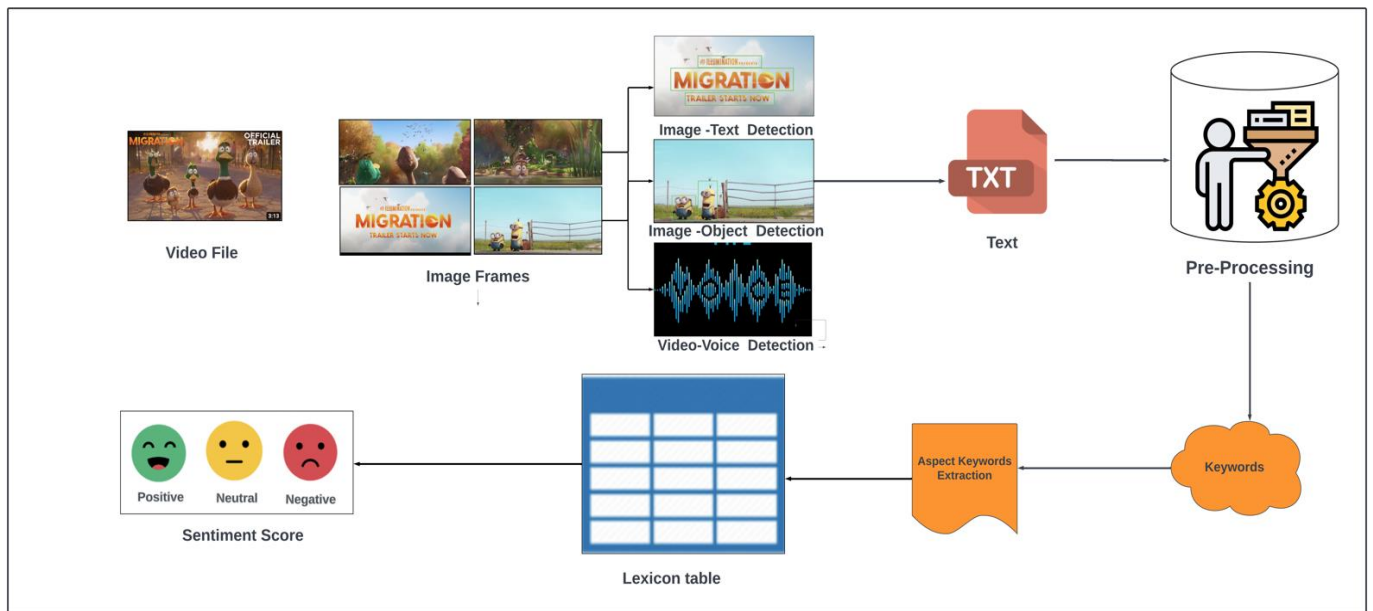 MIGRATION
OFFICIAL
TRAILER
3:13
Video File
ILLUMINATION
MIGRATION
TRAILER STARTS NOW
Image Frames
ILLUMINATION
MIGRATION
TRAILER STARTS NOW
Image -Text Detection
Image -Object Detection
VOICE
Video-Voice Detection
TXT
Text
Pre-Processing
Keywords
Aspect Keywords
Extraction
Lexicon table
Positive
Neutral
Negative
Sentiment Score